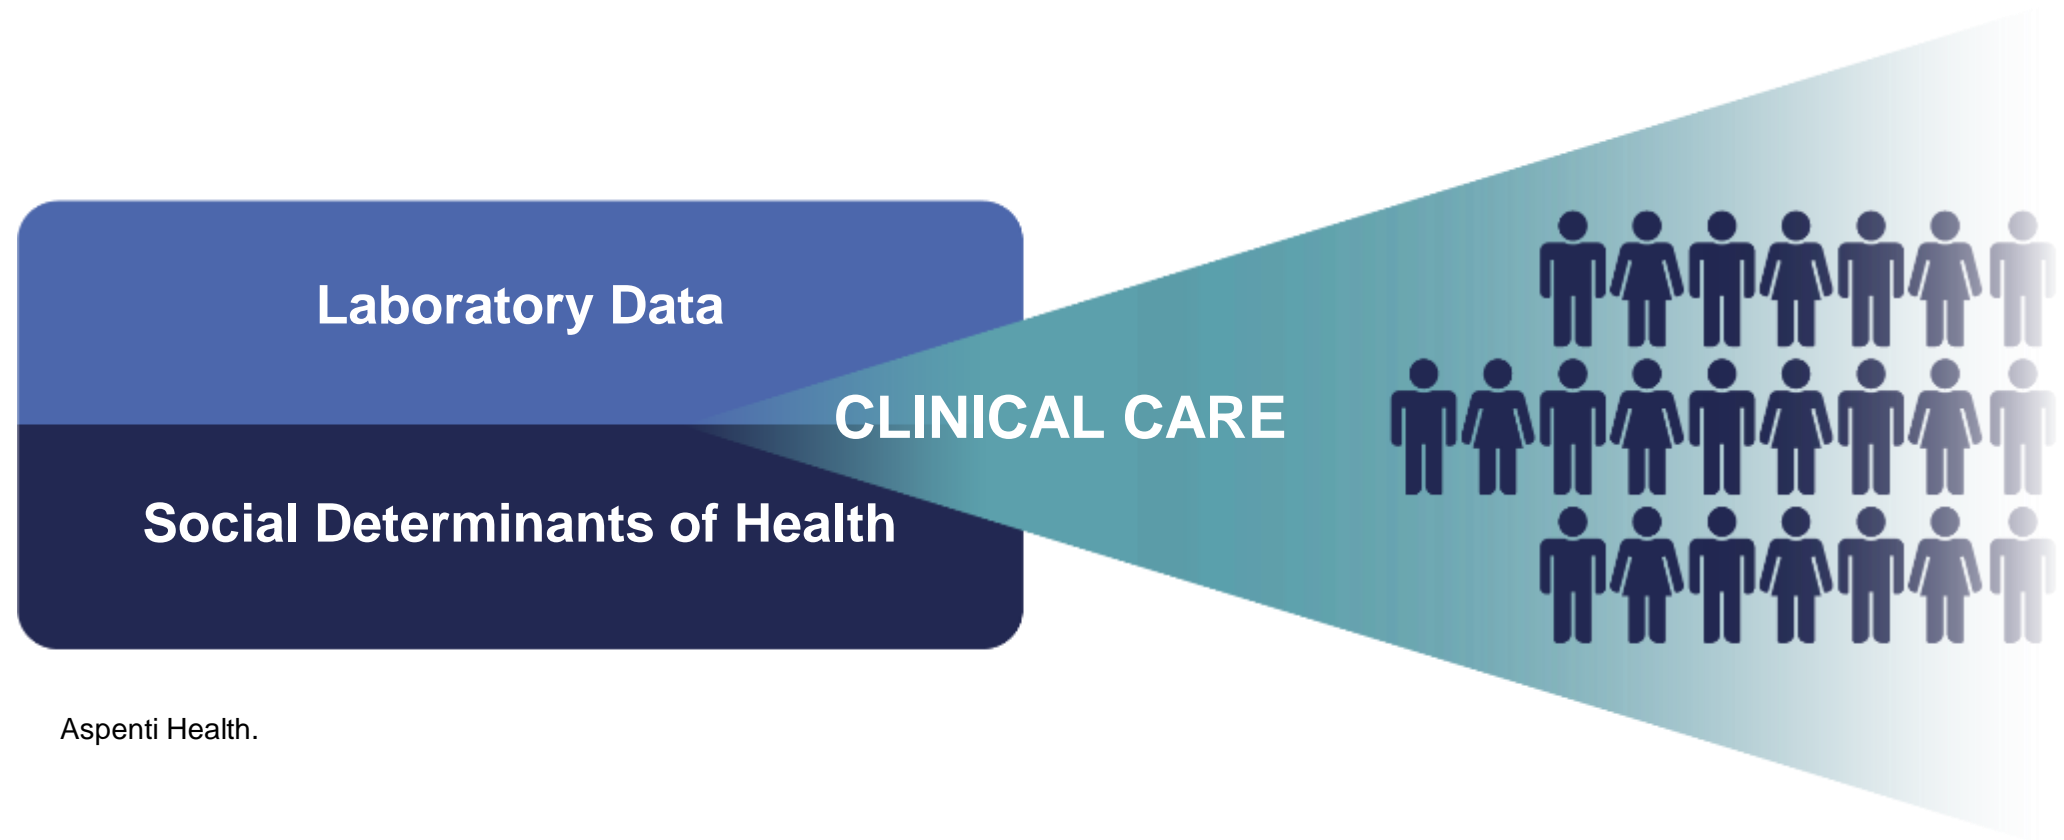 Laboratory Data
CLINICAL CARE
Social Determinants of Health
Aspenti Health.